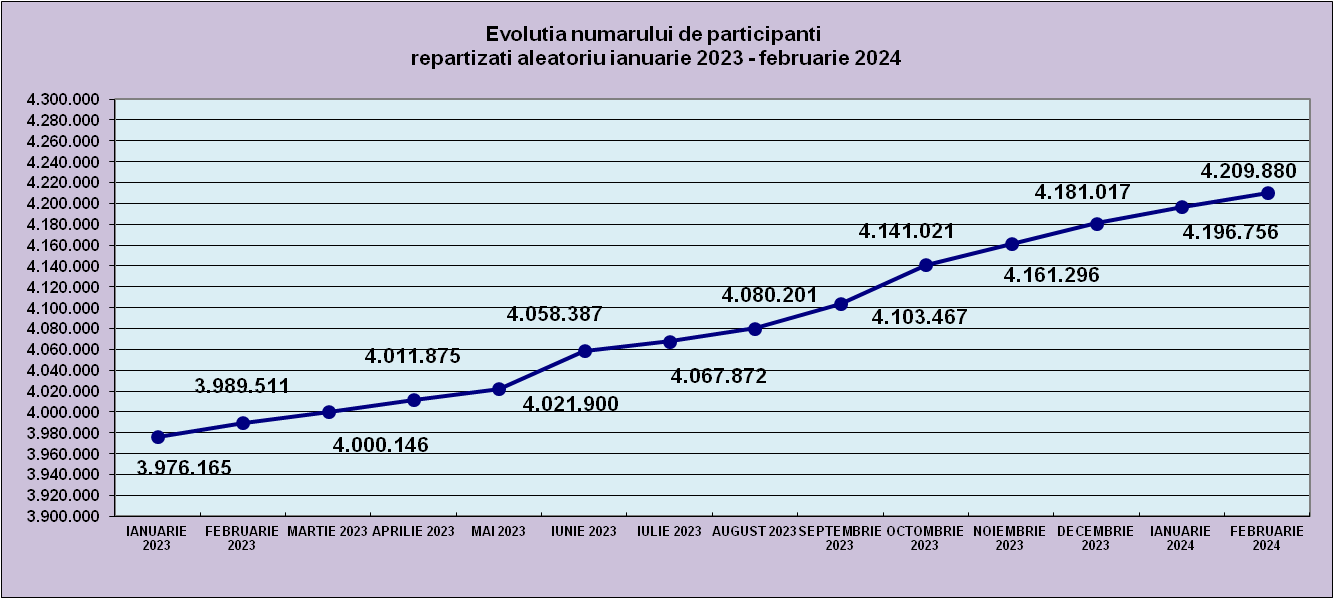 Evolutia numarului de participanti
repartizati aleatoriu ianuarie 2023 - februarie 2024
4.300.000
4.280.000
4.260.000
4.240.000
4.220.000
4.200.000
4.180.000
4.160.000
4.140.000
4.120.000
4.100.000
4.080.000
4.060.000
4.040.000
4.020.000
4.000.000
3.980.000
3.960.000
3.940.000
3.920.000
3.900.000
3.976.165
3.989.511
4.000.146
4.011.875
4.021.900
4.058.387
4.067.872
4.080.201
4.103.467
4.141.021
4.161.296
4.181.017
4.196.756
4.209.880
IANUARIE
2023
FEBRUARIE
2023
MARTIE 2023
APRILIE 2023
MAI 2023
IUNIE 2023
IULIE 2023
AUGUST 2023
SEPTEMBRIE
2023
OCTOMBRIE
2023
NOIEMBRIE
2023
DECEMBRIE
2023
IANUARIE
2024
FEBRUARIE
2024